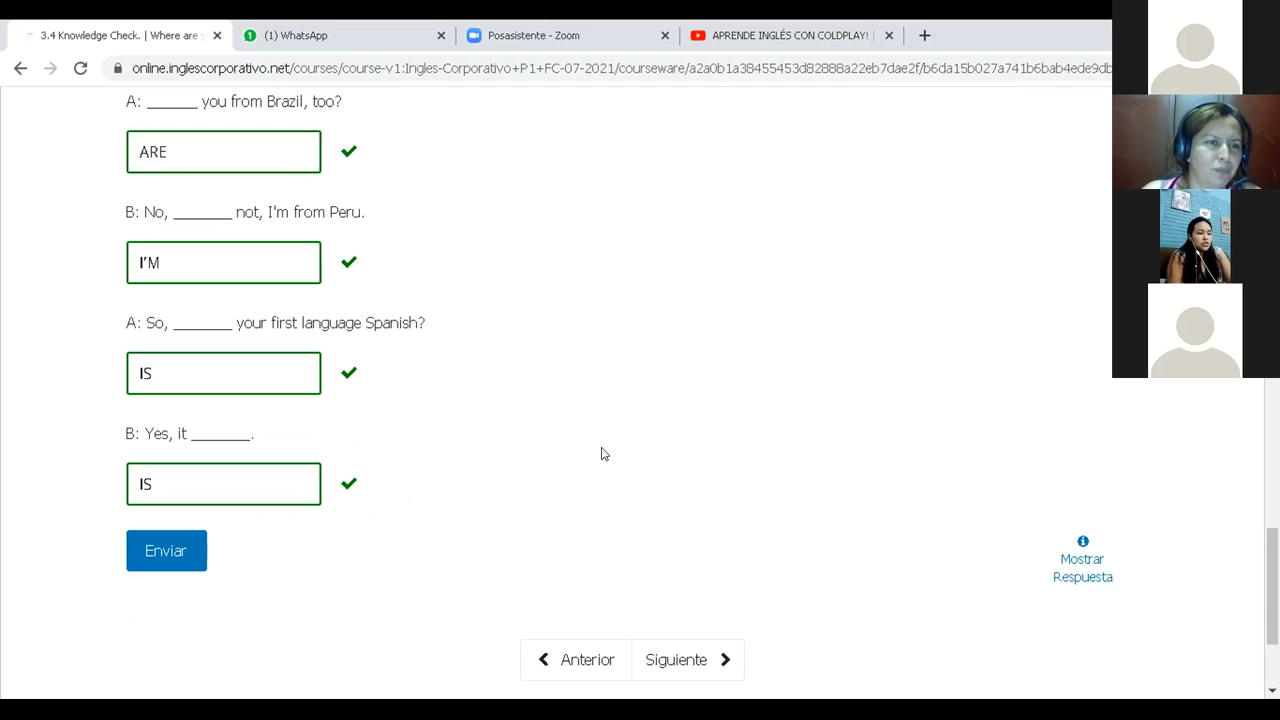 3.4 Knowledge Check. | Where are
(1) WhatsApp
Posasistente - Zoom
APRENDE INGLÉS CON COLDPLAY!
online.inglescorporativo.net/courses/course-v1:Ingles-Corporativo+P1+FC-07-2021/courseware/a2a0b1a38455453d82888a22eb7dae2f/b6da15b027a741b6bab4ede9db
A: ______ you from Brazil, too?
ARE
B: No, _______ not, I'm from Peru.
I'M
A: So, _______ your first language Spanish?
IS
B: Yes, it _______.
IS
Enviar
Mostrar
Respuesta
Anterior
Siguiente